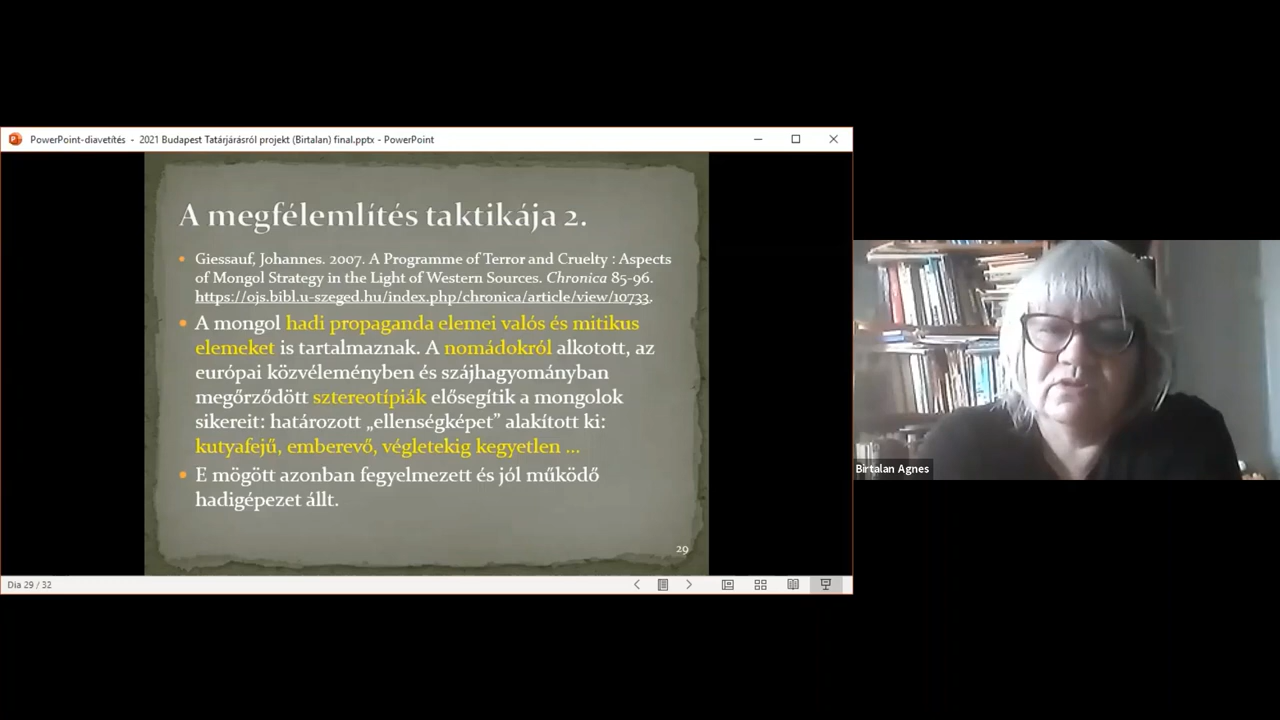 PowerPoint-diavetítés - 2021 Budapest Tatárjárásról projekt (Birtalan) final.pptx - PowerPoint
A megfélemlítés taktikája 2.
• Giessauf, Johannes. 2007. A Programme of Terror and Cruelty : Aspects
of Mongol Strategy in the Light of Western Sources. Chronica 85-96.
https://ojs.bibl.u-szeged.hu/index.php/chronica/article/view/10733.
• A mongol hadi propaganda elemei valós és mitikus
elemeket is tartalmaznak. A nomádokról alkotott, az
európai közvéleményben és szájhagyományban
megőrződött sztereotípiák elősegítik a mongolok
sikereit: határozott „ellenségképet” alakított ki:
kutyafejű, emberevő, végletekig kegyetlen ...
• E mögött azonban fegyelmezett és jól működő
hadigépezet állt.
29
Dia 29 / 32
Birtalan Agnes